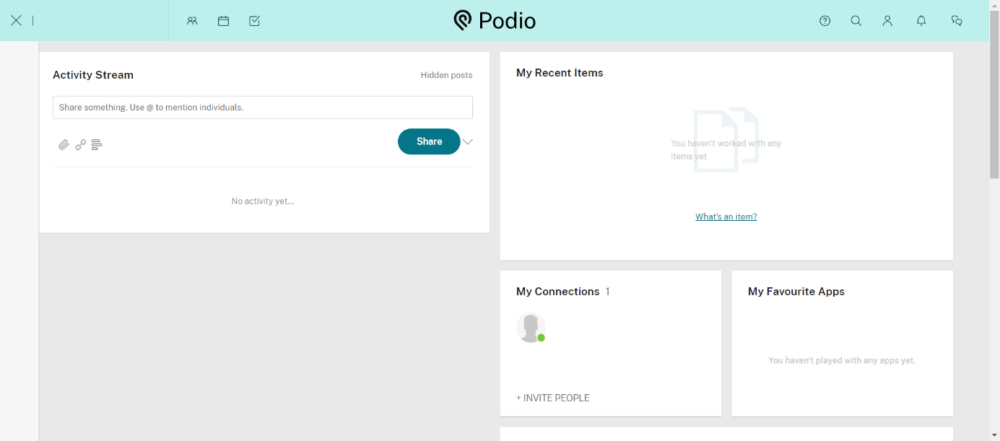 Podio
Activity Stream
Hidden posts
Share something. Use @ to mention individuals.
Share
No activity yet...
My Recent Items
You haven't worked with any
items yet
What's an item?
My Connections 1
+ INVITE PEOPLE
My Favourite Apps
You haven't played with any apps yet.